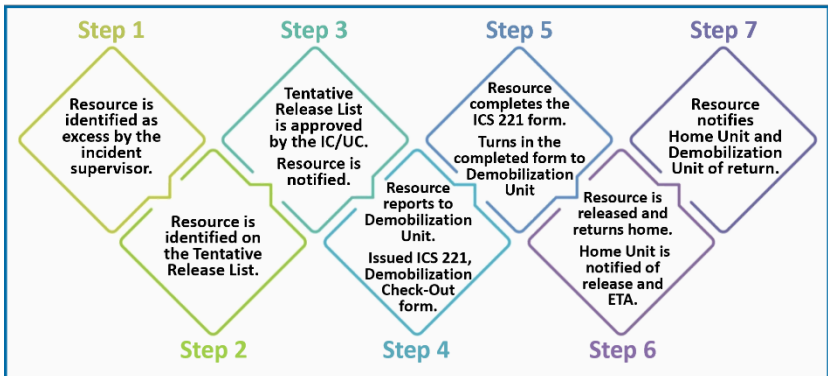 Step 1
Resource is
identified as
excess by the
incident
supervisor.
Step 2
Resource is
identified on
the Tentative
Release List.
Step 3
Tentative
Release List
is approved
by the IC/UC.
Resource is
notified.
Step 4
Resource
reports to
Demobilization
Unit.
Issued ICS 221,
Demobilization
Check-Out
form.
Step 5
Resource
completes the
ICS 221 form.
Turns in the
completed form to
Demobilization
Unit
Step 6
Resource is
released and
returns home.
Home Unit is
notified of
release and
ETA.
Step 7
Resource
notifies
Home Unit and
Demobilization
Unit of return.